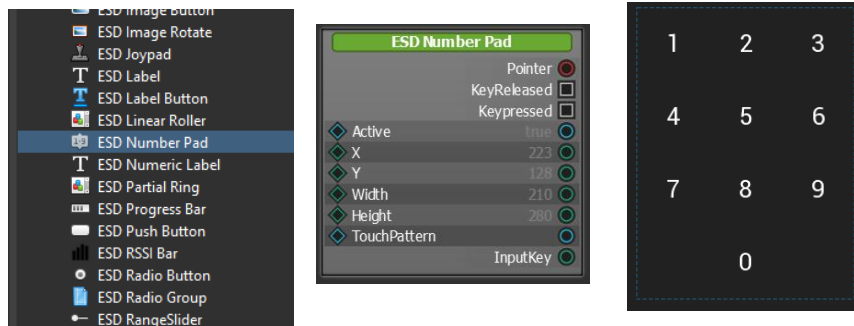 ESD Image Button
ESD Image Rotate
ESD Joypad
T ESD Label
T ESD Label Button
ESD Linear Roller
ESD Number Pad
T ESD Numeric Label
ESD Partial Ring
ESD Progress Bar
ESD Push Button
ESD RSSI Bar
ESD Radio Button
ESD Radio Group
ESD RangeSlider
ESD Number Pad
Pointer
KeyReleased
Keypressed
Active true
X 223
Y 128
Width 210
Height 280
TouchPattern
InputKey
1 2 3
4 5 6
7 8 9
0